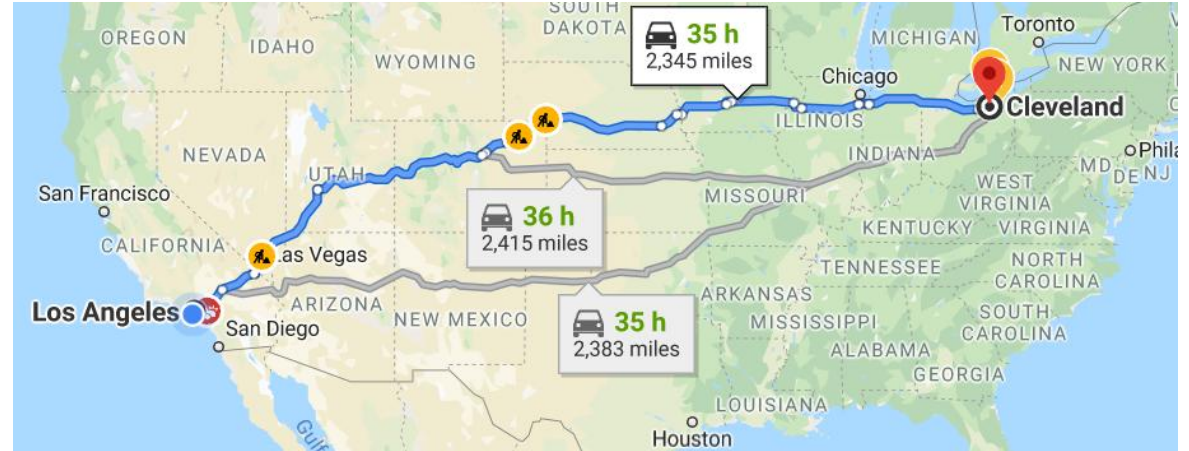 SOUTH
DAKOTA
OREGON
IDAHO
WYOMING
35 h
2,345 miles
MICHIGAN
Toronto
NEW YORK
Chicago
Cleveland
ILLINOIS
NEVADA
UTAH
INDIANA
Phila
MD
DE
NJ
San Francisco
MISSOURI
WEST
VIRGINIA
36 h
2,415 miles
KENTUCKY
VIRGINIA
CALIFORNIA
Las Vegas
TENNESSEE
NORTH
CAROLINA
Los Angeles
ARIZONA
NEW MEXICO
ARKANSAS
35 h
2,383 miles
MISSISSIPPI
SOUTH
CAROLINA
San Diego
ALABAMA
GEORGIA
LOUISIANA
Houston
Gulf